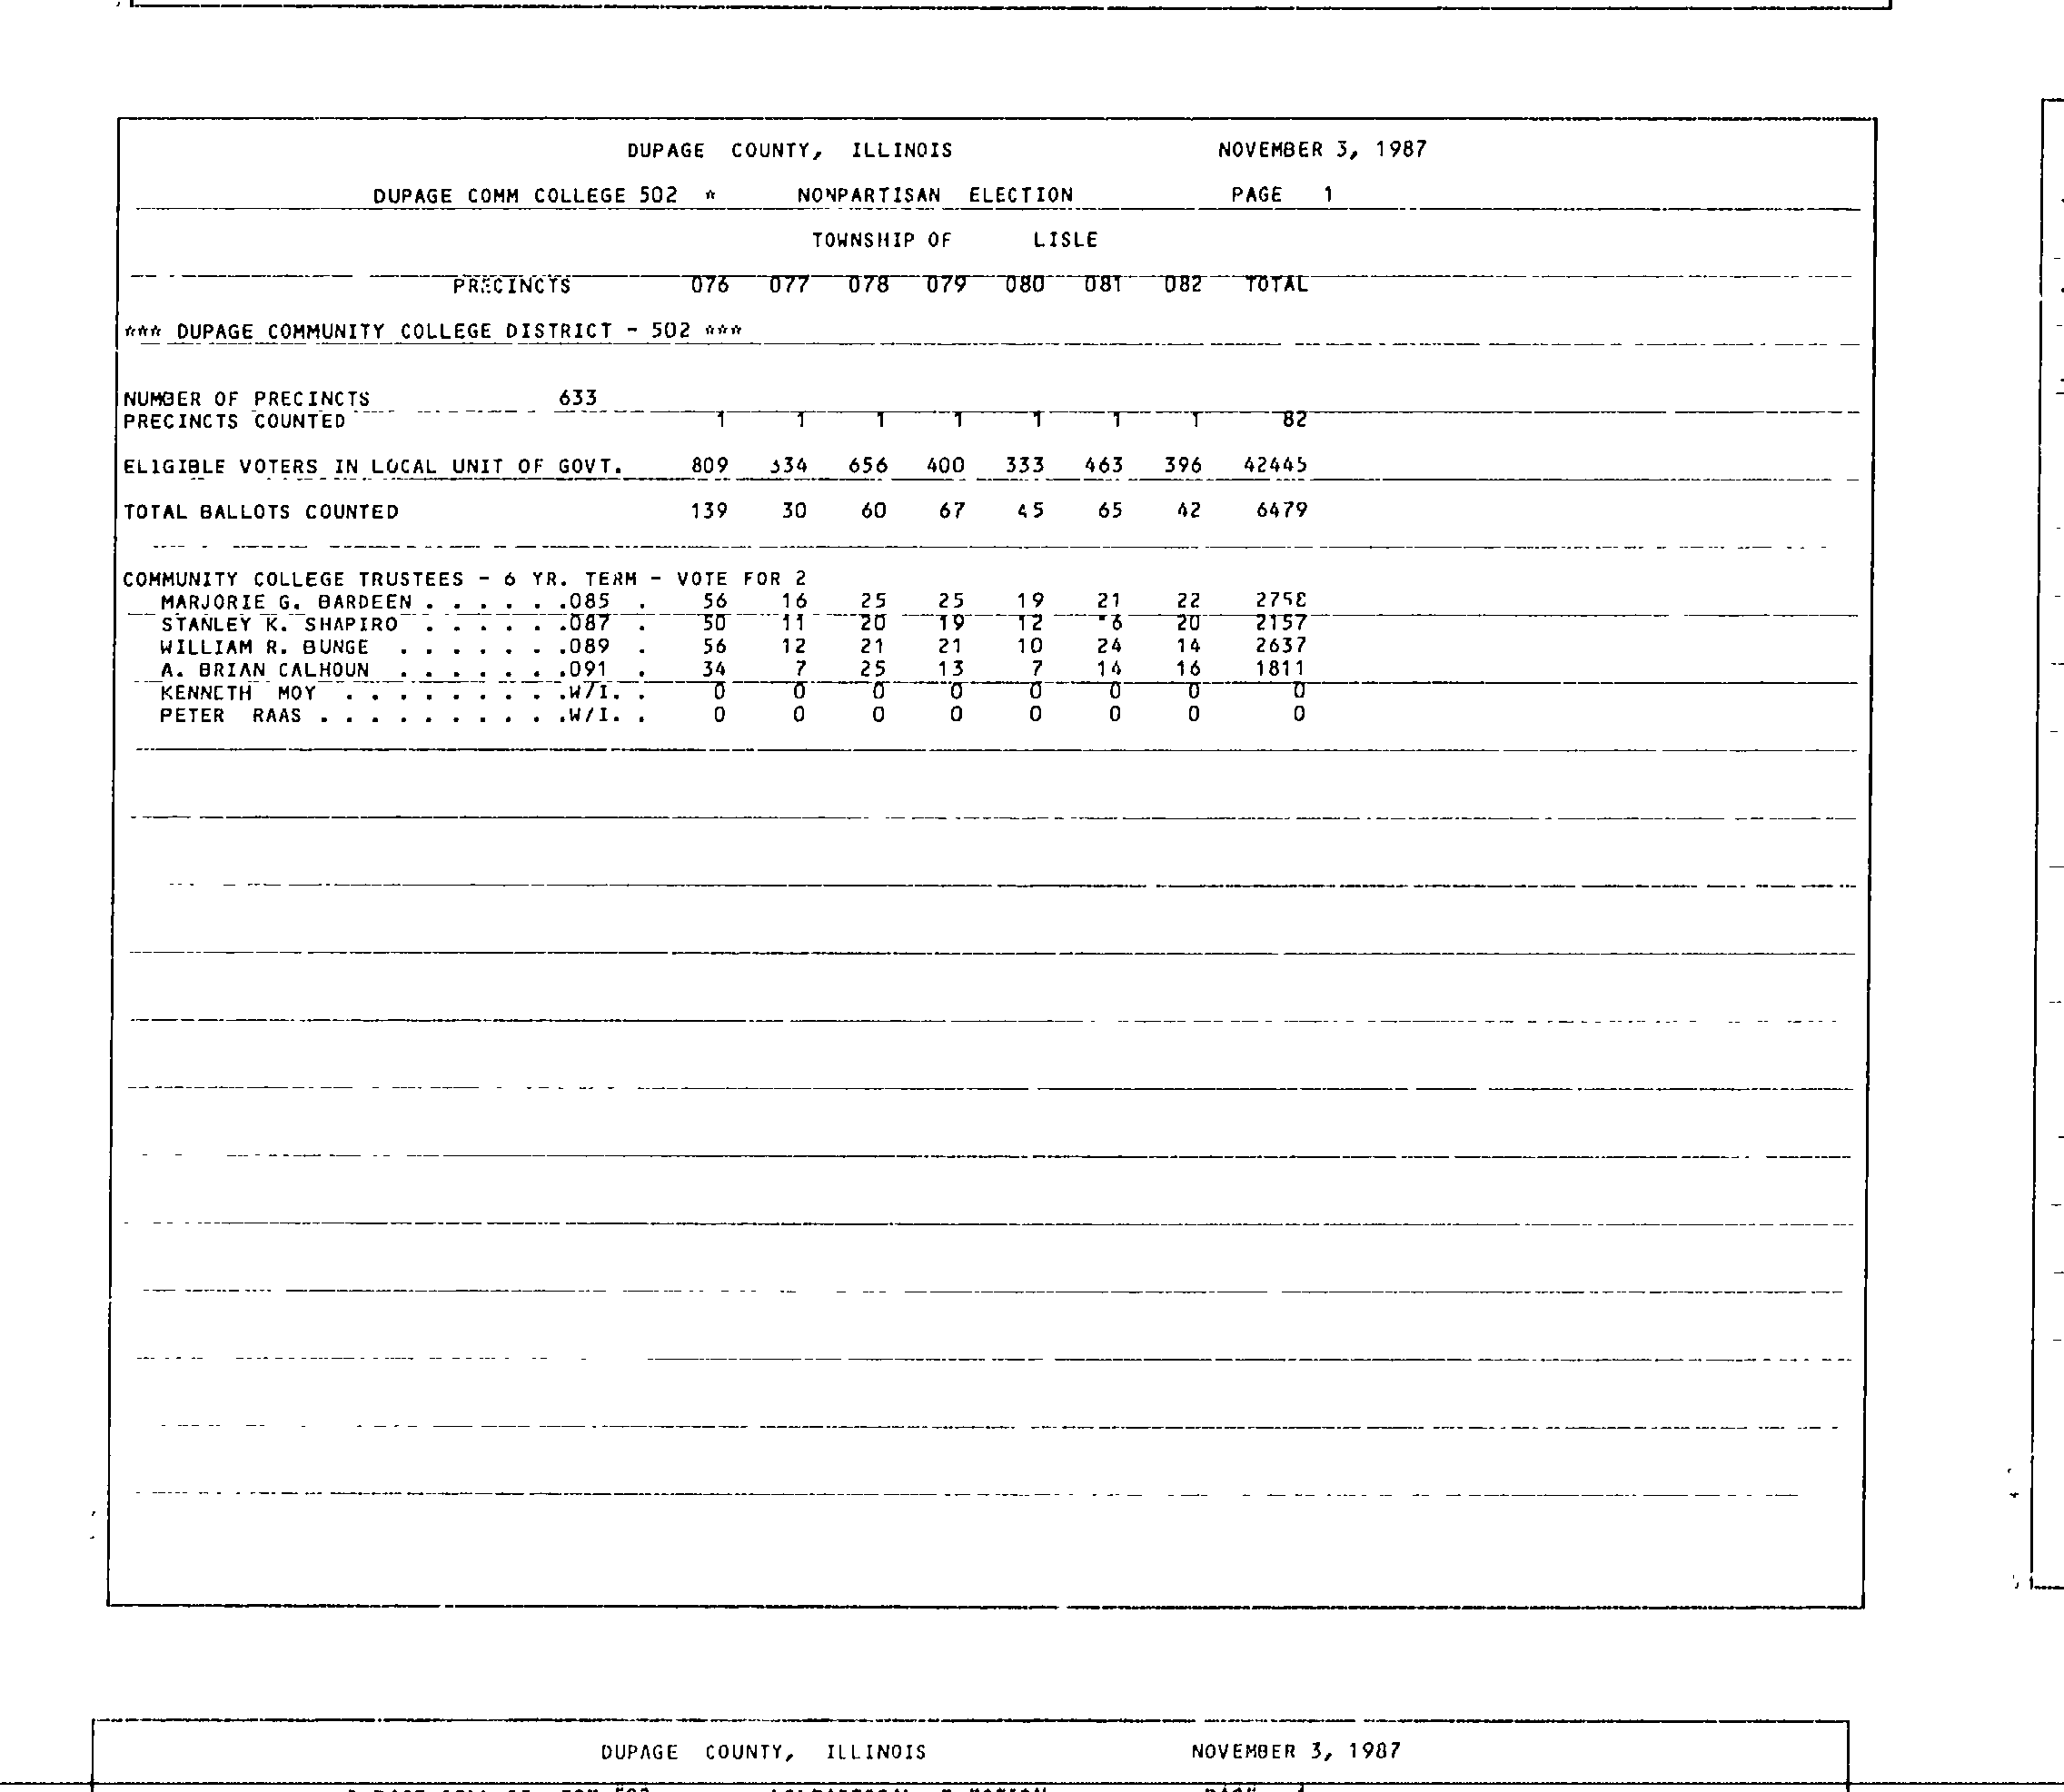 DUPAGE COUNTY, ILLINOIS NOVEMBER 3, 1987
DUPAGE COMM COLLEGE 502 * NONPARTISAN ELECTION PAGE 1
TOWNSHIP OF LISLE
PRECINCTS 076 077 078 079 080 081 082 TOTAL
*** DUPAGE COMMUNITY COLLEGE DISTRICT - 502 ***
NUMBER OF PRECINCTS 633
PRECINCTS COUNTED 1 1 1 1 1 1 1 82
ELIGIBLE VOTERS IN LOCAL UNIT OF GOVT. 809 334 656 400 333 463 396 42445
TOTAL BALLOTS COUNTED 139 30 60 67 45 65 42 6479
COMMUNITY COLLEGE TRUSTEES - 6 YR. TERM - VOTE FOR 2
MARJORIE G. BARDEEN . . . . . .085 . 56 16 25 25 19 21 22 2758
STANLEY K. SHAPIRO . . . . . .087 . 50 11 20 19 12 20 2157
WILLIAM R. BUNGE . . . . . . .089 . 56 12 21 21 10 24 14 2637
A. BRIAN CALHOUN . . . . . . .091 . 34 7 25 13 7 14 16 1811
KENNETH MOY . . . . . . . . .W/I. . 0 0 0 0 0 0 0 0
PETER RAAS . . . . . . . . . .W/I. . 0 0 0 0 0 0 0 0
DUPAGE COUNTY, ILLINOIS NOVEMBER 3, 1987